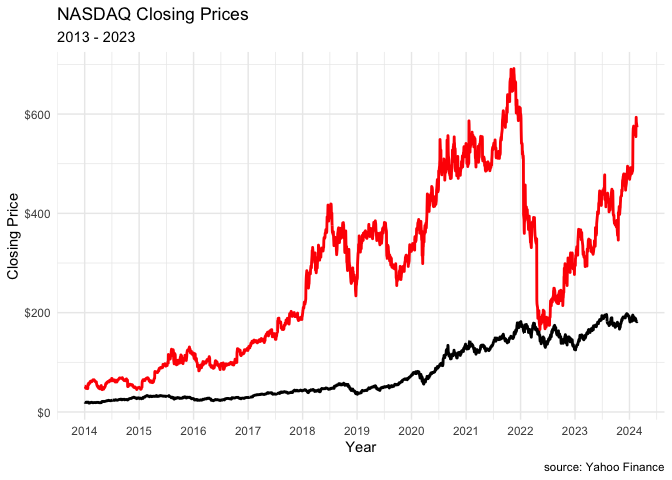 NASDAQ Closing Prices
2013 - 2023
Closing Price
$600
$400
$200
$0
2014 2015 2016 2017 2018 2019 2020 2021 2022 2023 2024
Year
source: Yahoo Finance